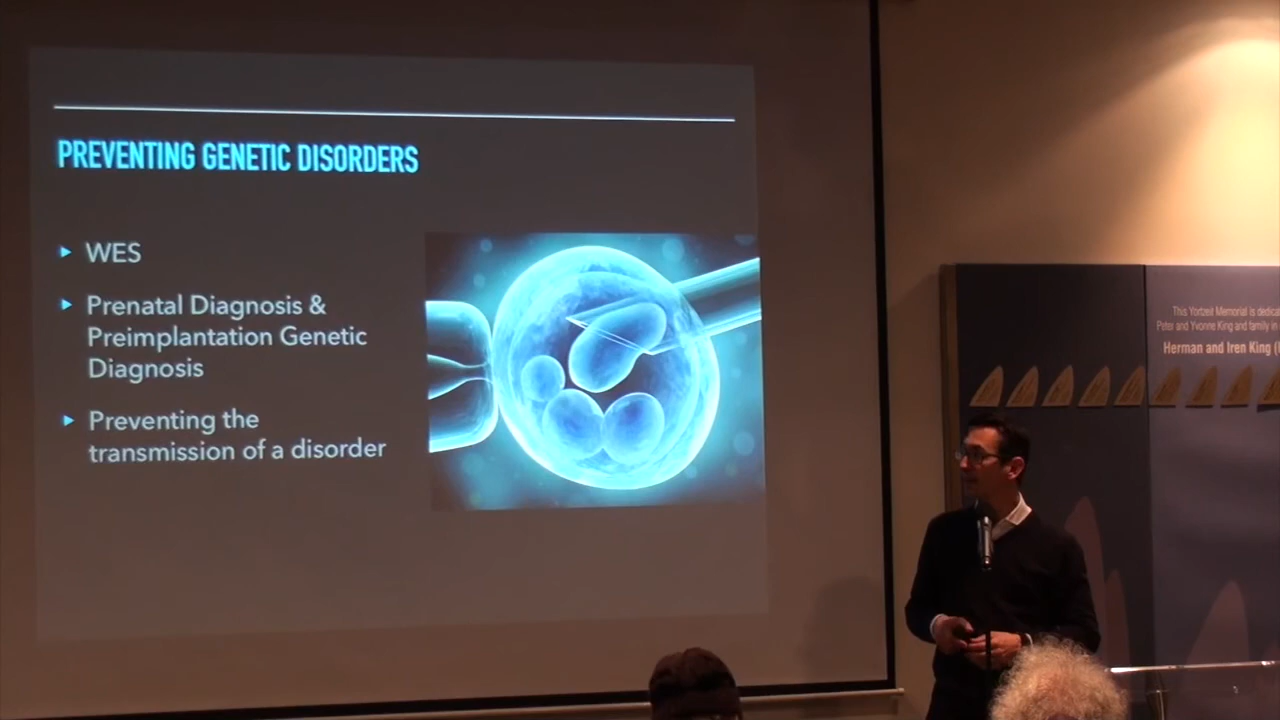 PREVENTING GENETIC DISORDERS
WES
Prenatal Diagnosis &
Preimplantation Genetic
Diagnosis
Preventing the
transmission of a disorder
This Yortzeit Memorial is
Peter and Yvonne King and family in
Herman and Iren King